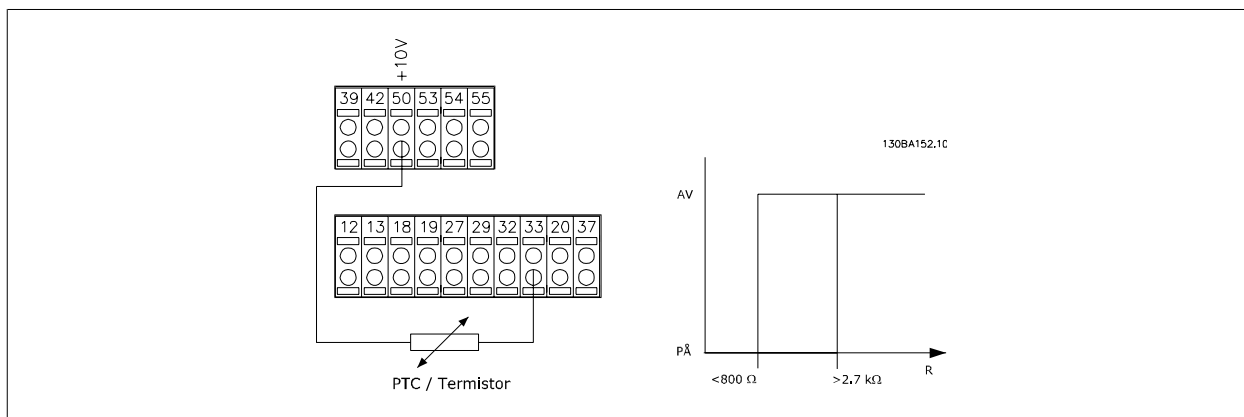 +10V
39 42 50 53 54 55
130BA152.10
AV
12 13 18 19 27 29 32 33 20 37
PÅ
R
<800 Ω
>2.7 kΩ
PTC / Termistor